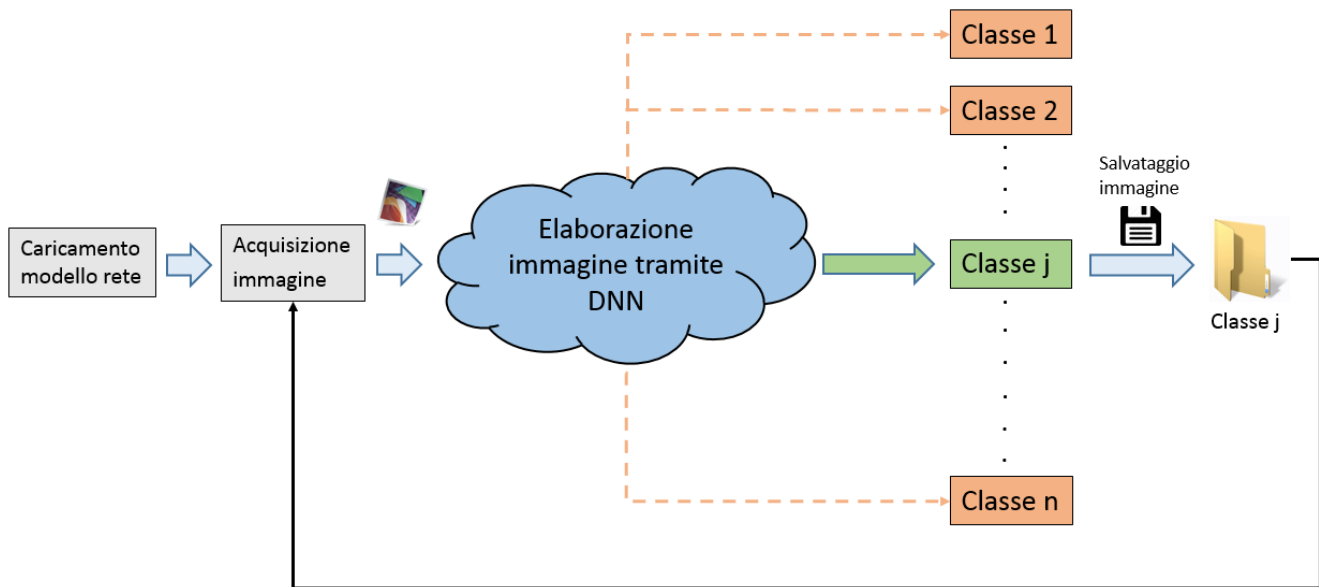 Caricamento
modello rete
Acquisizione
immagine
Elaborazione
immagine tramite
DNN
Classe 1
Classe 2
Classe j
Classe n
Salvataggio
immagine
Classe j